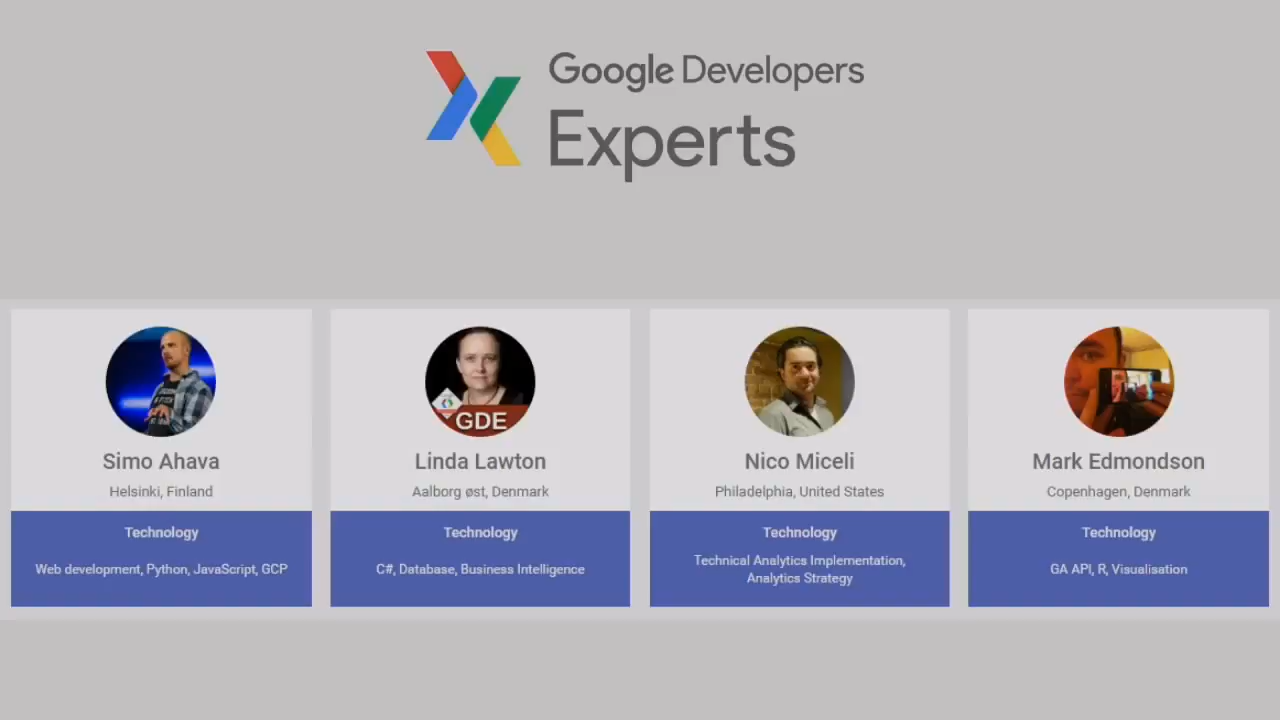 Google Developers
Experts
GDE
Simo Ahava
Helsinki, Finland
Technology
Web development, Python, JavaScript, GCP
Linda Lawton
Aalborg øst, Denmark
Technology
C#, Database, Business Intelligence
Nico Miceli
Philadelphia, United States
Technology
Technical Analytics Implementation,
Analytics Strategy
Mark Edmondson
Copenhagen, Denmark
Technology
GA API, R, Visualisation